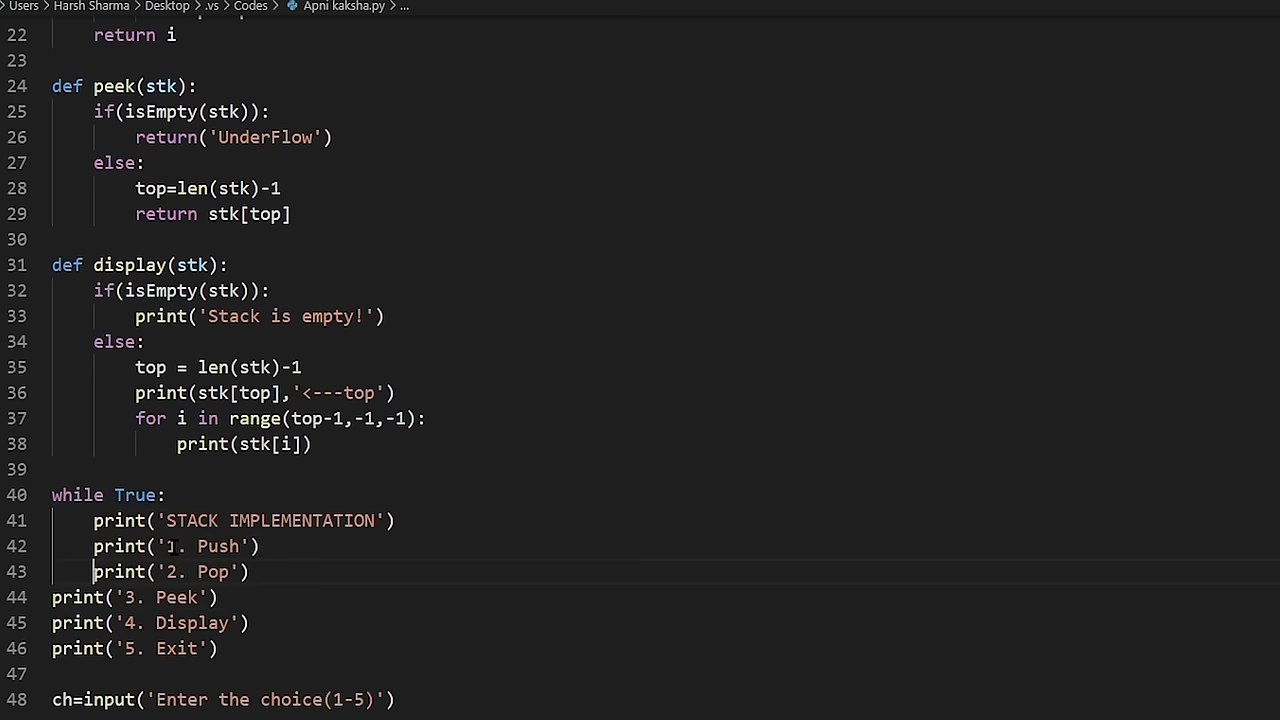 Users > Harsh Sharma > Desktop > .vs > Codes > Apni kaksha.py > ...
22 return i
23
24 def peek(stk):
25 if(isEmpty(stk)):
26 return('UnderFlow')
27 else:
28 top=len(stk)-1
29 return stk[top]
30
31 def display(stk):
32 if(isEmpty(stk)):
33 print('Stack is empty!')
34 else:
35 top = len(stk)-1
36 print(stk[top],'<---top')
37 for i in range(top-1,-1,-1):
38 print(stk[i])
39
40 while True:
41 print('STACK IMPLEMENTATION')
42 print('1. Push')
43 print('2. Pop')
44 print('3. Peek')
45 print('4. Display')
46 print('5. Exit')
47
48 ch=input('Enter the choice(1-5)')